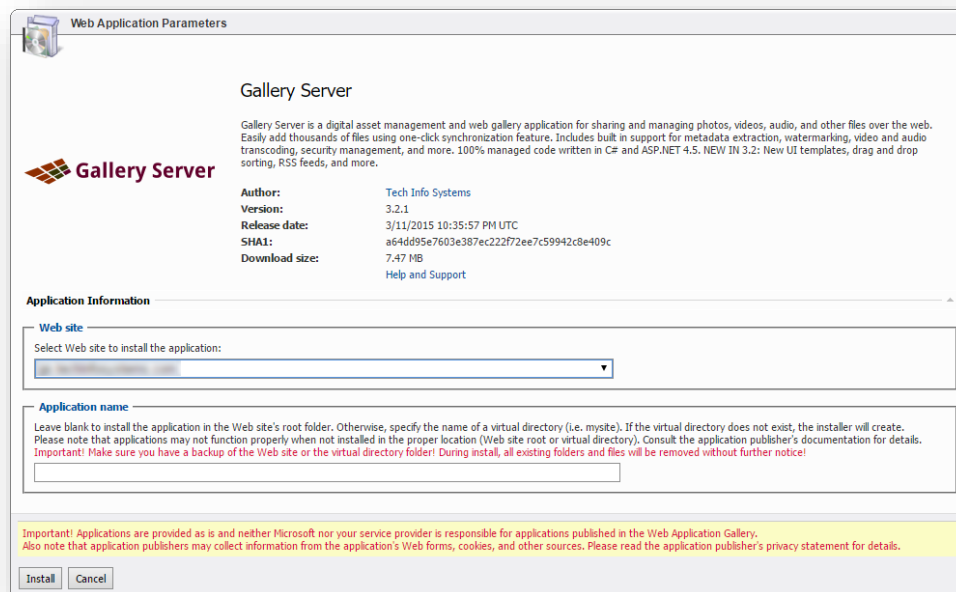 Web Application Parameters
Gallery Server
Gallery Server is a digital asset management and web gallery application for sharing and managing photos, videos, audio, and other files over the web.
Easily add thousands of files using one-click synchronization feature. Includes built in support for metadata extraction, watermarking, video and audio
transcoding, security management, and more. 100% managed code written in C# and ASP.NET 4.5. NEW IN 3.2: New UI templates, drag and drop
sorting, RSS feeds, and more.
Gallery Server
Author: Tech Info Systems
Version: 3.2.1
Release date: 3/11/2015 10:35:57 PM UTC
SHA1: a64dd95e7603e387ec222f72ee7c59942c8e409c
Download size: 7.47 MB
Help and Support
Application Information
Web site
Select Web site to install the application:
Application name
Leave blank to install the application in the Web site's root folder. Otherwise, specify the name of a virtual directory (i.e. mysite). If the virtual directory does not exist, the installer will create.
Please note that applications may not function properly when not installed in the proper location (Web site root or virtual directory). Consult the application publisher's documentation for details.
Important! Make sure you have a backup of the Web site or the virtual directory folder! During install, all existing folders and files will be removed without further notice!
Important! Applications are provided as is and neither Microsoft nor your service provider is responsible for applications published in the Web Application Gallery.
Also note that application publishers may collect information from the application's Web forms, cookies, and other sources. Please read the application publisher's privacy statement for details.
Install Cancel